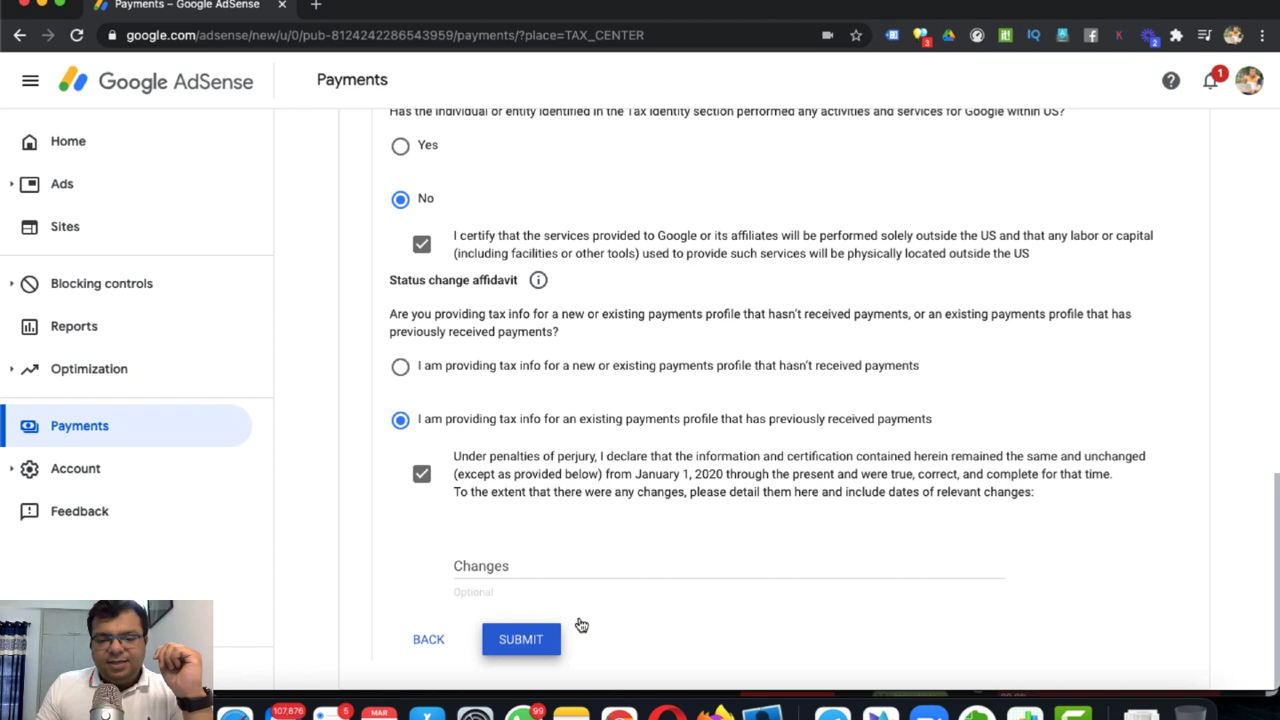 Payments – Google AdSense
google.com/adsense/new/u/0/pub-8124242286543959/payments/?place=TAX_CENTER
3
it!
IQ
K
2
Google AdSense
Payments
1
Has the individual or entity identified in the Tax Identity section performed any activities and services for Google within US?
Home
Yes
Ads
No
Sites
I certify that the services provided to Google or its affiliates will be performed solely outside the US and that any labor or capital
(including facilities or other tools) used to provide such services will be physically located outside the US
Blocking controls
Status change affidavit
Reports
Are you providing tax info for a new or existing payments profile that hasn't received payments, or an existing payments profile that has
previously received payments?
Optimization
I am providing tax info for a new or existing payments profile that hasn't received payments
Payments
I am providing tax info for an existing payments profile that has previously received payments
Account
Under penalties of perjury, I declare that the information and certification contained herein remained the same and unchanged
(except as provided below) from January 1, 2020 through the present and were true, correct, and complete for that time.
To the extent that there were any changes, please detail them here and include dates of relevant changes:
Feedback
Changes
Optional
BACK
SUBMIT
107,876
5
MAR
99